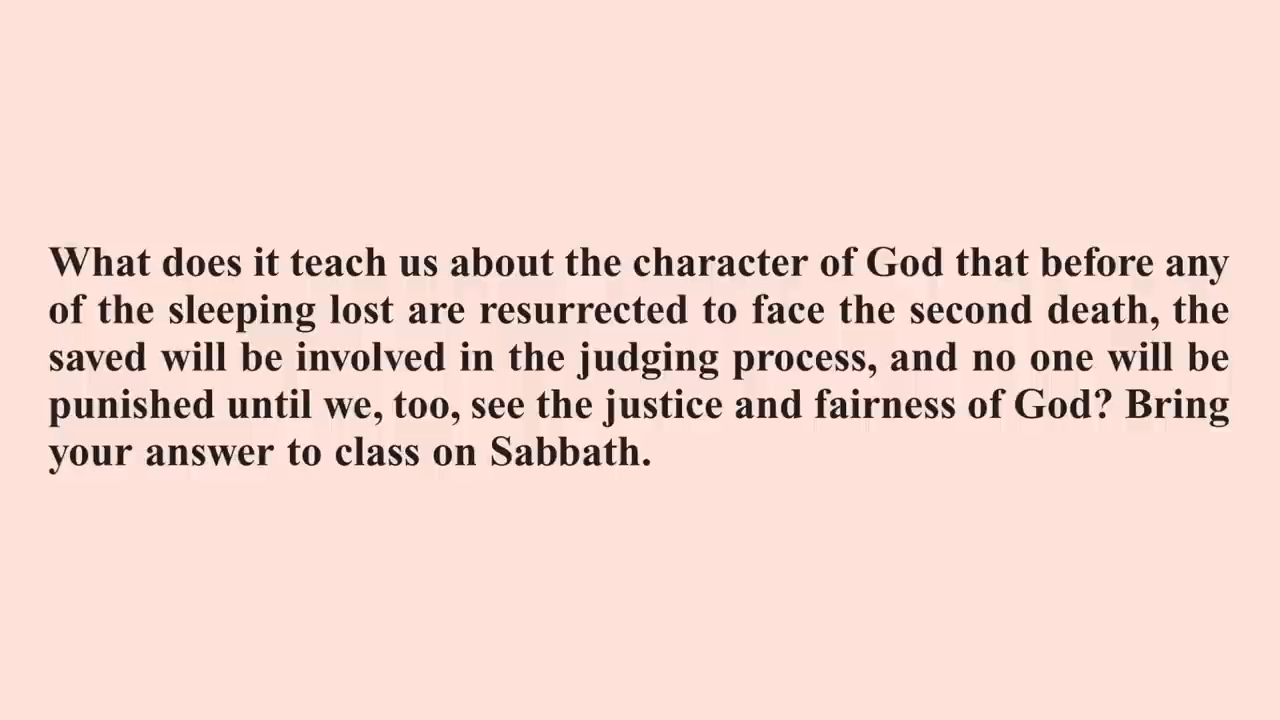 What does it teach us about the character of God that before any
of the sleeping lost are resurrected to face the second death, the
saved will be involved in the judging process, and no one will be
punished until we, too, see the justice and fairness of God? Bring
your answer to class on Sabbath.